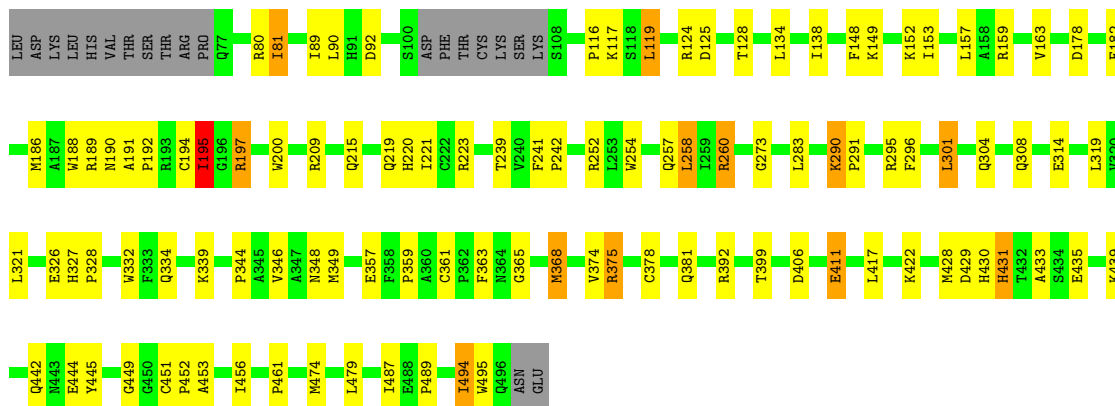 LEU ASP LYS LEU HIS VAL THR SER THR ARG PRO Q77 R80 I81 I89 L90 H91 D92 S100 ASP PHE THR CYS LYS SER LYS S108 P116 K117 S118 L119 R124 D125 T128 L134 I138 F148 K149 K152 I153 L157 A158 R159 V163 D178
M186 A187 W188 R189 N190 A191 P192 R193 C194 I195 G196 R197 W200 R209 Q215 Q219 H220 I221 C222 R223 T239 V240 F241 P242 R252 L253 W254 Q257 L258 I259 R260 G273 L283 K290 P291 R295 F296 L301 Q304 Q308 E314 L319
L321 E326 H327 P328 W332 F333 Q334 K339 P344 A345 V346 A347 N348 M349 E357 F358 P359 A360 C361 P362 F363 N364 G365 M368 V374 R375 C378 Q381 R392 T399 D406 E411 L417 K422 M428 D429 H430 H431 T432 A433 S434 E435
Q442 N443 E444 Y445 G449 G450 C451 P452 A453 I456 P461 M474 L479 I487 E488 P489 I494 W495 Q496 ASN GLU